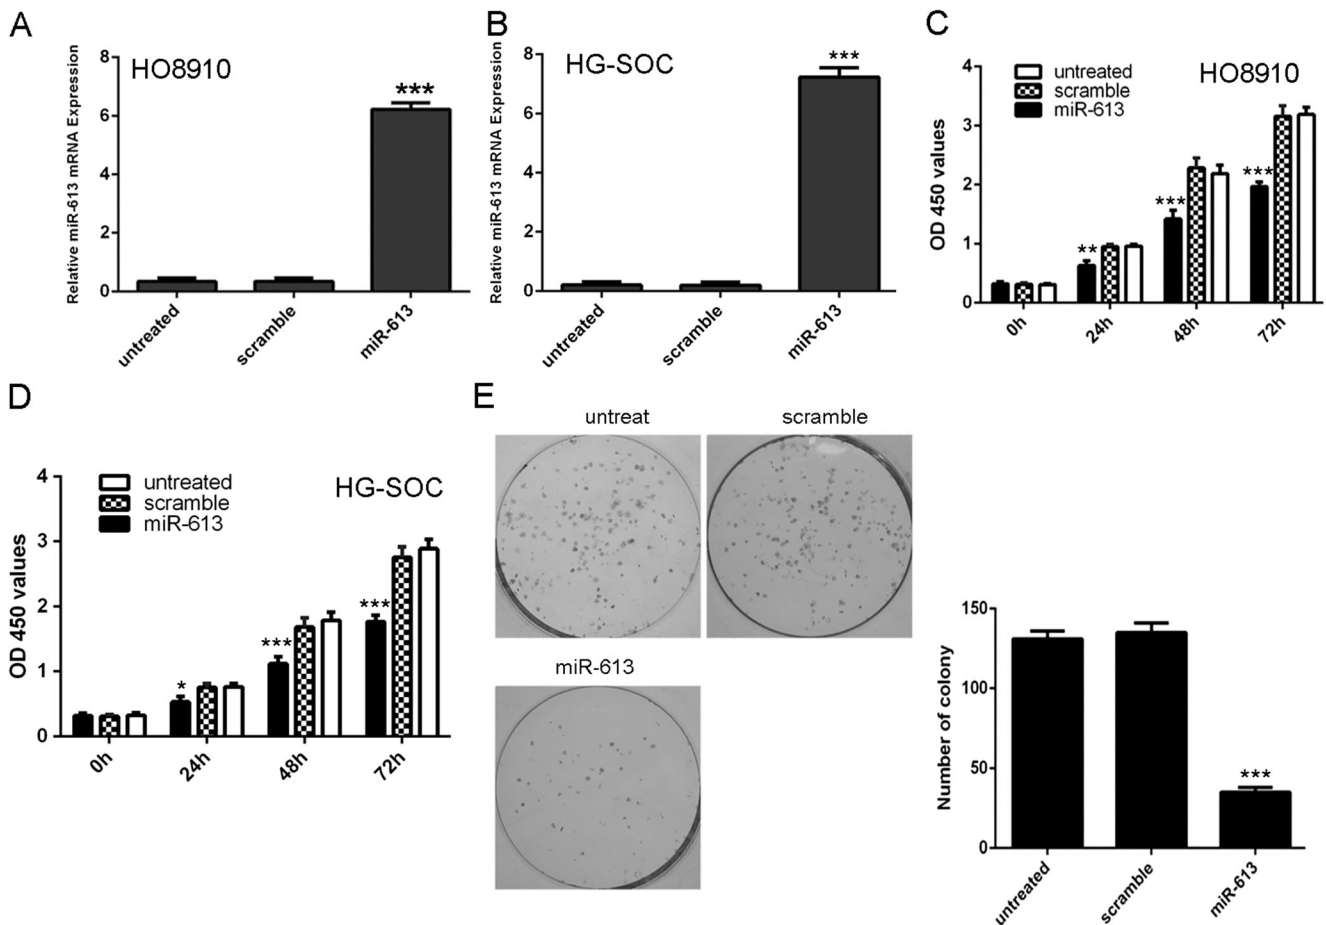 A
HO8910
Relative miR-613 mRNA Expression
8
6
4
2
0
***
untreated
scramble
miR-613
B
HG-SOC
Relative miR-613 mRNA Expression
8
6
4
2
0
***
untreated
scramble
miR-613
C
HO8910
untreated
scramble
miR-613
OD 450 values
4
3
2
1
0
**
***
***
0h
24h
48h
72h
D
HG-SOC
untreated
scramble
miR-613
OD 450 values
4
3
2
1
0
*
***
***
0h
24h
48h
72h
E
untreat
scramble
miR-613
Number of colony
150
100
50
0
***
untreated
scramble
miR-613